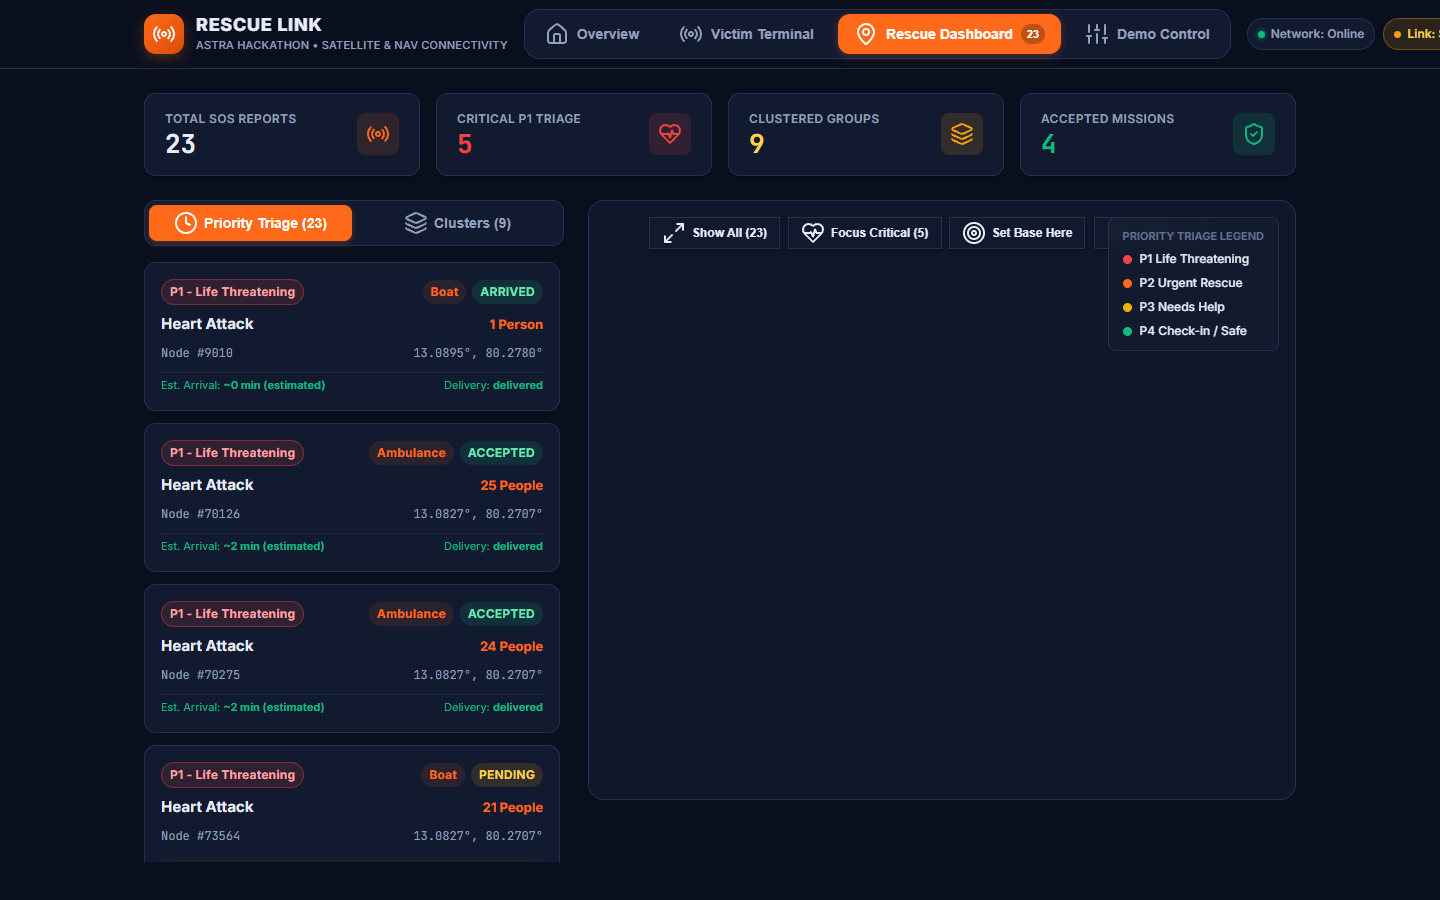 RESCUE LINK
ASTRA HACKATHON • SATELLITE & NAV CONNECTIVITY
Overview
Victim Terminal
Rescue Dashboard 23
Demo Control
Network: Online
Link:
TOTAL SOS REPORTS
23
CRITICAL P1 TRIAGE
5
CLUSTERED GROUPS
9
ACCEPTED MISSIONS
4
Priority Triage (23)
Clusters (9)
Show All (23)
Focus Critical (5)
Set Base Here
PRIORITY TRIAGE LEGEND
P1 Life Threatening
P2 Urgent Rescue
P3 Needs Help
P4 Check-in / Safe
P1 - Life Threatening Boat ARRIVED
Heart Attack 1 Person
Node #9010 13.0895°, 80.2780°
Est. Arrival: ~0 min (estimated) Delivery: delivered
P1 - Life Threatening Ambulance ACCEPTED
Heart Attack 25 People
Node #70126 13.0827°, 80.2707°
Est. Arrival: ~2 min (estimated) Delivery: delivered
P1 - Life Threatening Ambulance ACCEPTED
Heart Attack 24 People
Node #70275 13.0827°, 80.2707°
Est. Arrival: ~2 min (estimated) Delivery: delivered
P1 - Life Threatening Boat PENDING
Heart Attack 21 People
Node #73564 13.0827°, 80.2707°